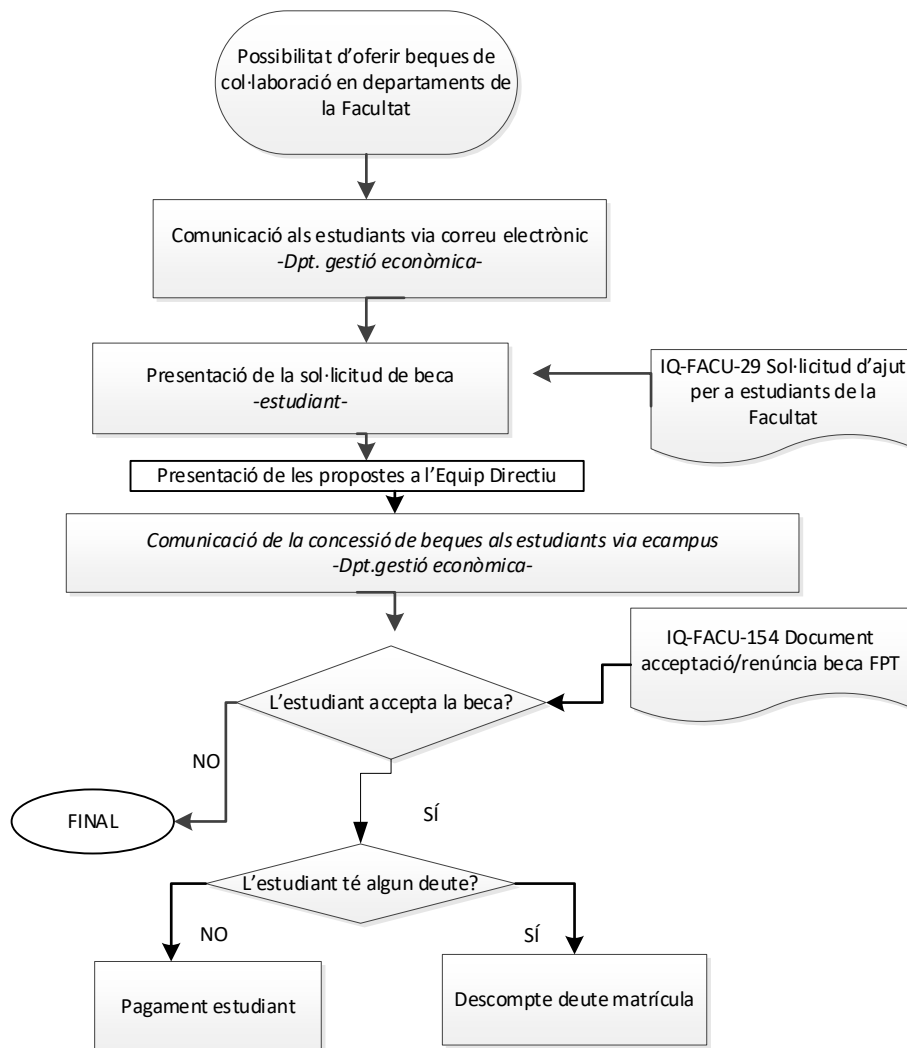 Possibilitat d’oferir beques de
col·laboració en departaments de
la Facultat
Comunicació als estudiants via correu electrònic
-Dpt. gestió econòmica-
Presentació de la sol·licitud de beca
-estudiant-
IQ-FACU-29 Sol·licitud d’ajut
per a estudiants de la
Facultat
Presentació de les propostes a l’Equip Directiu
Comunicació de la concessió de beques als estudiants via ecampus
-Dpt.gestió econòmica-
IQ-FACU-154 Document
acceptació/renúncia beca FPT
L’estudiant accepta la beca?
NO
FINAL
SÍ
L’estudiant té algun deute?
NO
SÍ
Pagament estudiant
Descompte deute matrícula